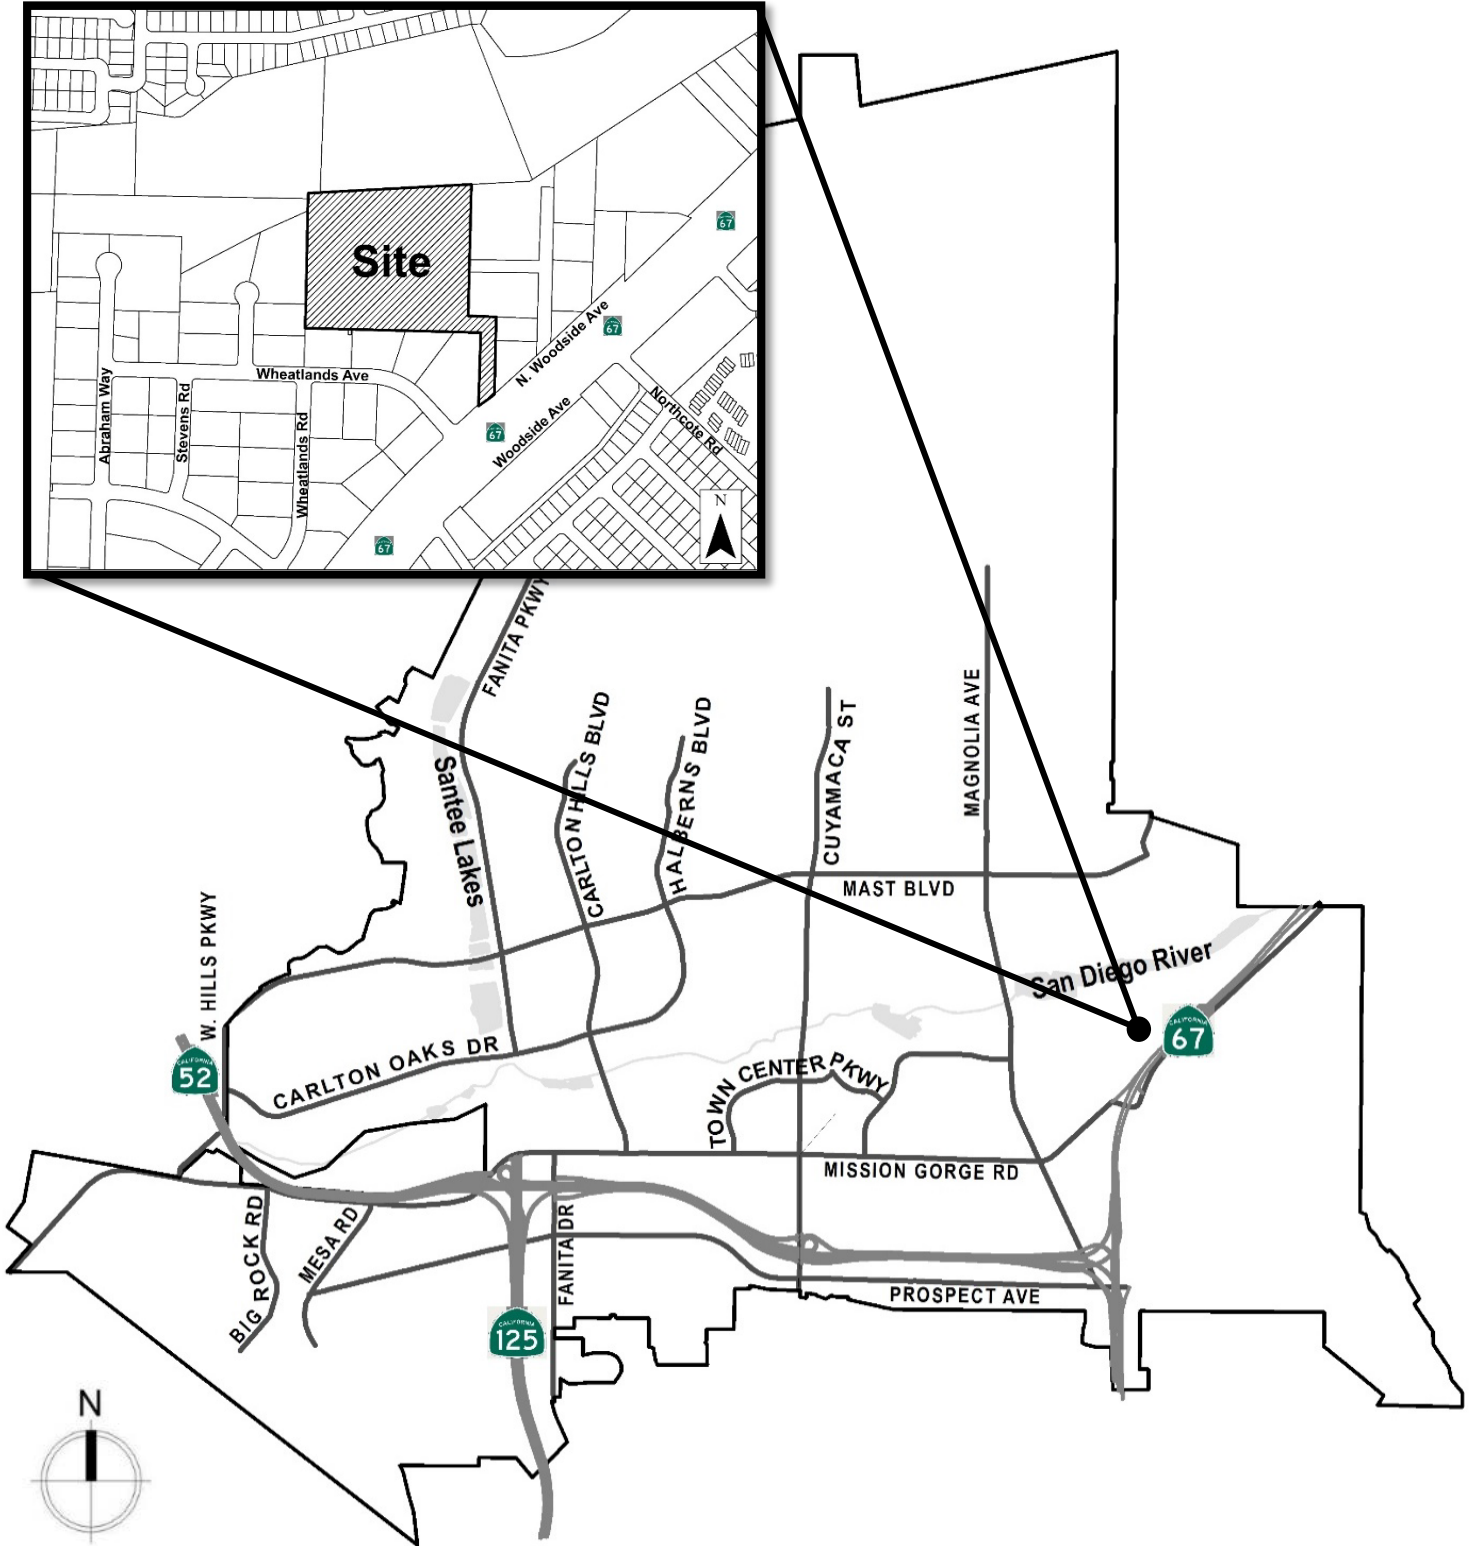 Site
67
N. Woodside Ave
67
Wheatlands Ave
Abraham Way
Stevens Rd
Wheatlands Rd
67
Woodside Ave
Northcote Rd
67
N
FANITA PKWY
CARLTON HILLS BLVD
HALBERNS BLVD
CUYAMACA ST
MAGNOLIA AVE
Santee Lakes
MAST BLVD
W. HILLS PKWY
San Diego River
CALIFORNIA
67
CALIFORNIA
52
CARLTON OAKS DR
TOWN CENTER PKWY
MISSION GORGE RD
BIG ROCK RD
MESA RD
FANITA DR
PROSPECT AVE
CALIFORNIA
125
N